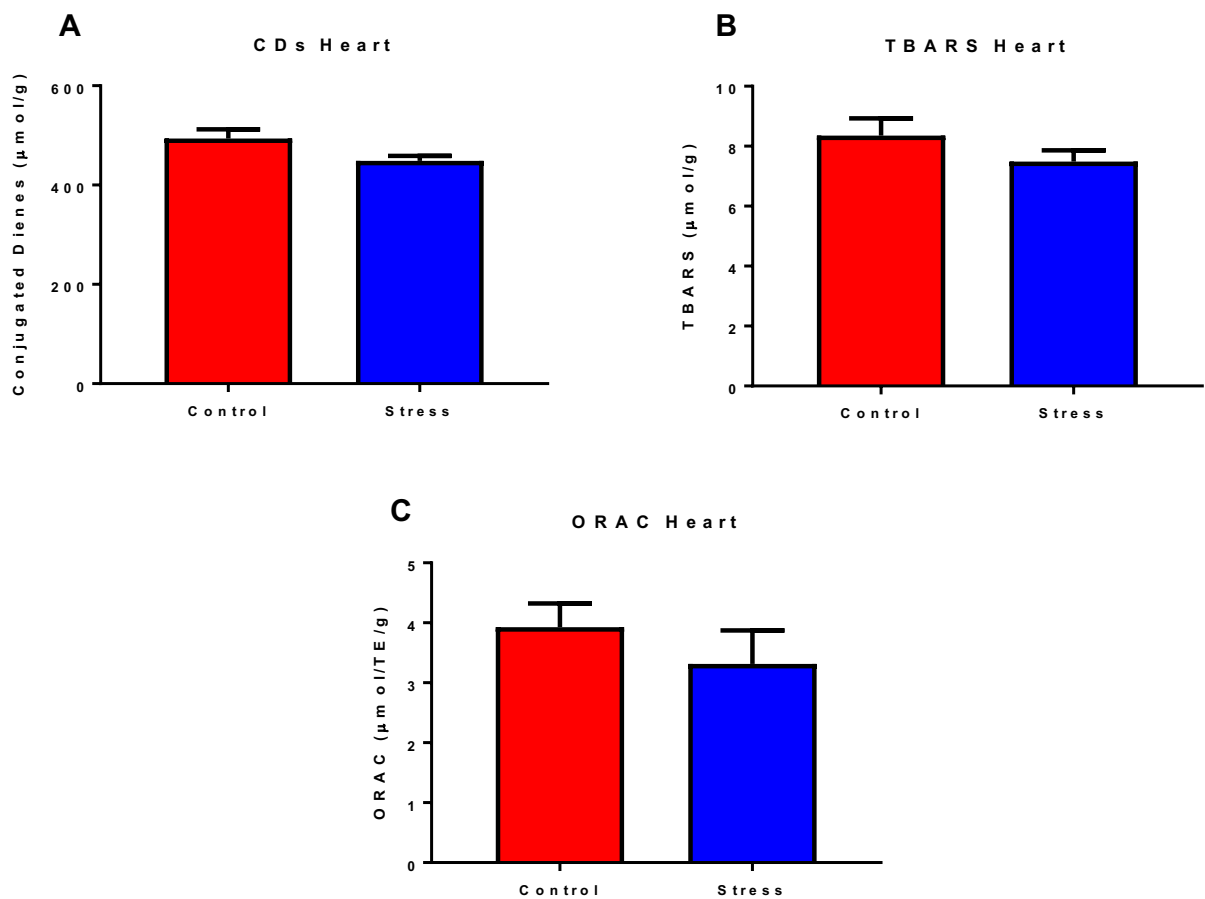 A
CDs Heart
Conjugated Dienes (µmol/g)
600
400
200
0
Control Stress
B
TBARS Heart
TBARS (µmol/g)
10
8
6
4
2
0
Control Stress
C
ORAC Heart
ORAC (µmol/TE/g)
5
4
3
2
1
0
Control Stress